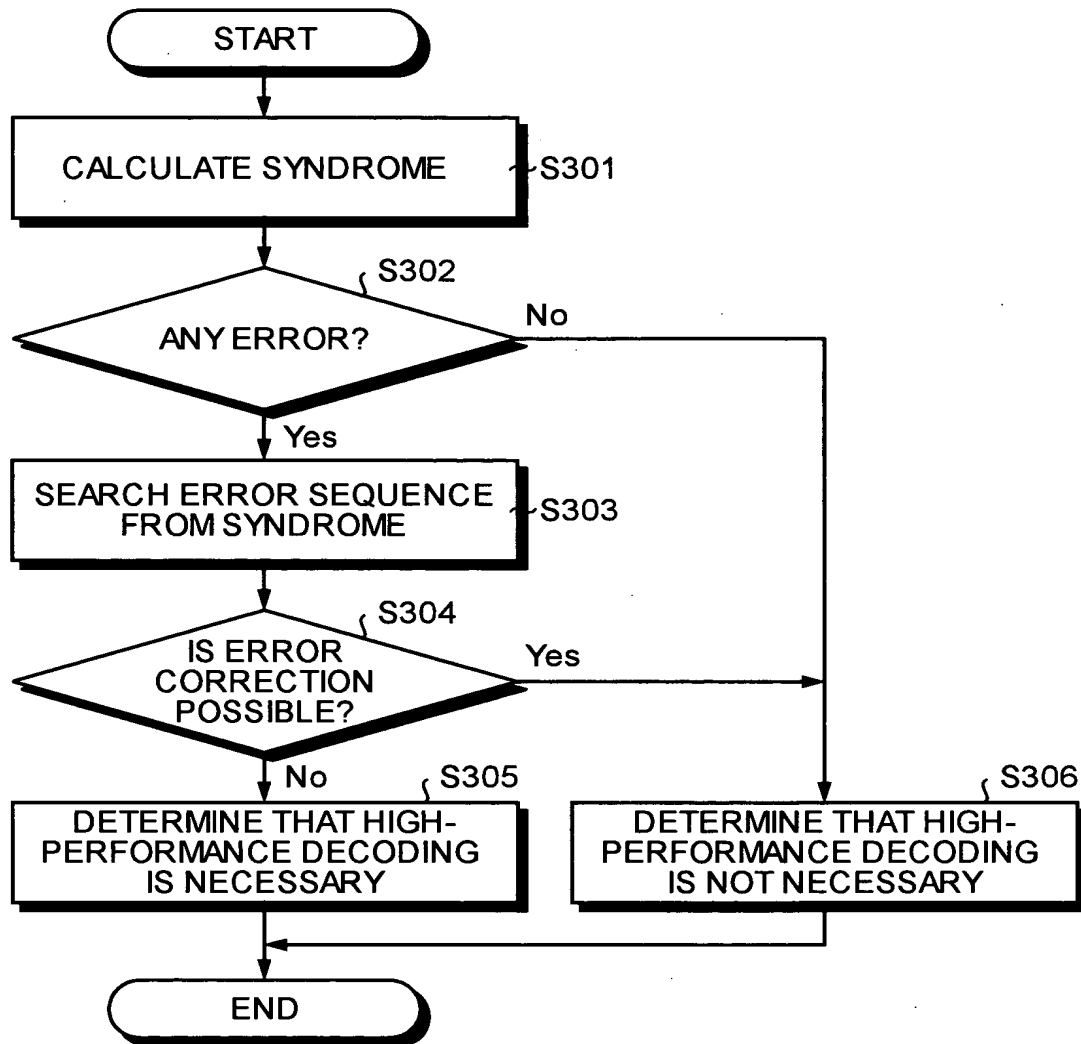 START
CALCULATE SYNDROME
S301
S302
ANY ERROR?
No
Yes
SEARCH ERROR SEQUENCE
FROM SYNDROME
S303
S304
IS ERROR
CORRECTION
POSSIBLE?
Yes
No
S305
DETERMINE THAT HIGH-
PERFORMANCE DECODING
IS NECESSARY
S306
DETERMINE THAT HIGH-
PERFORMANCE DECODING
IS NOT NECESSARY
END